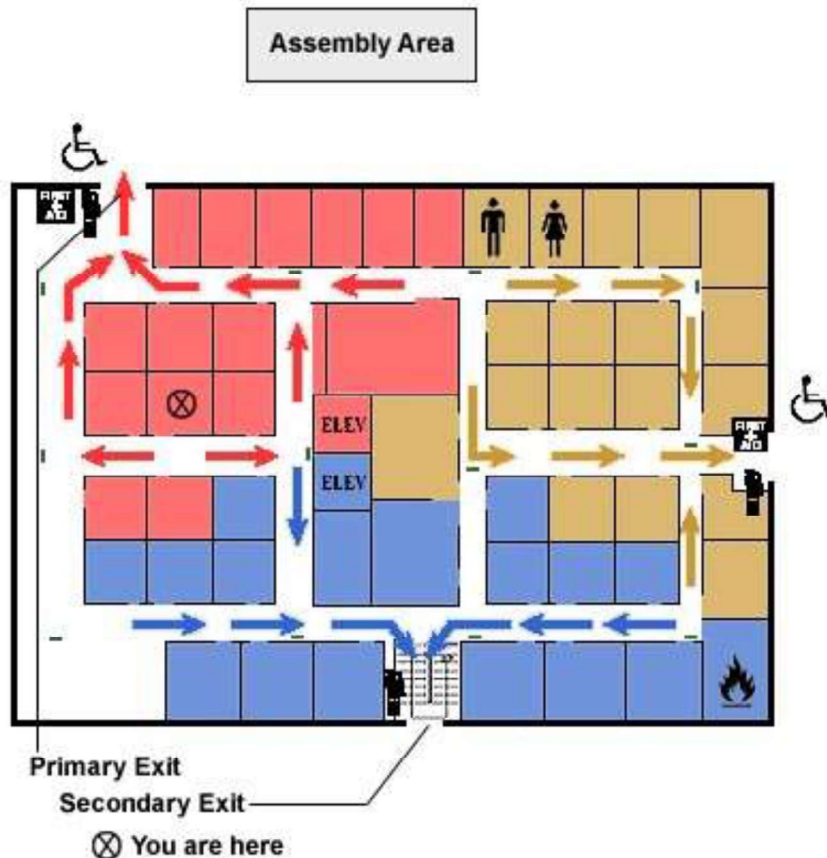 Assembly Area
FIRST
AID
FIRST
AID
ELEV
ELEV
Primary Exit
Secondary Exit
You are here